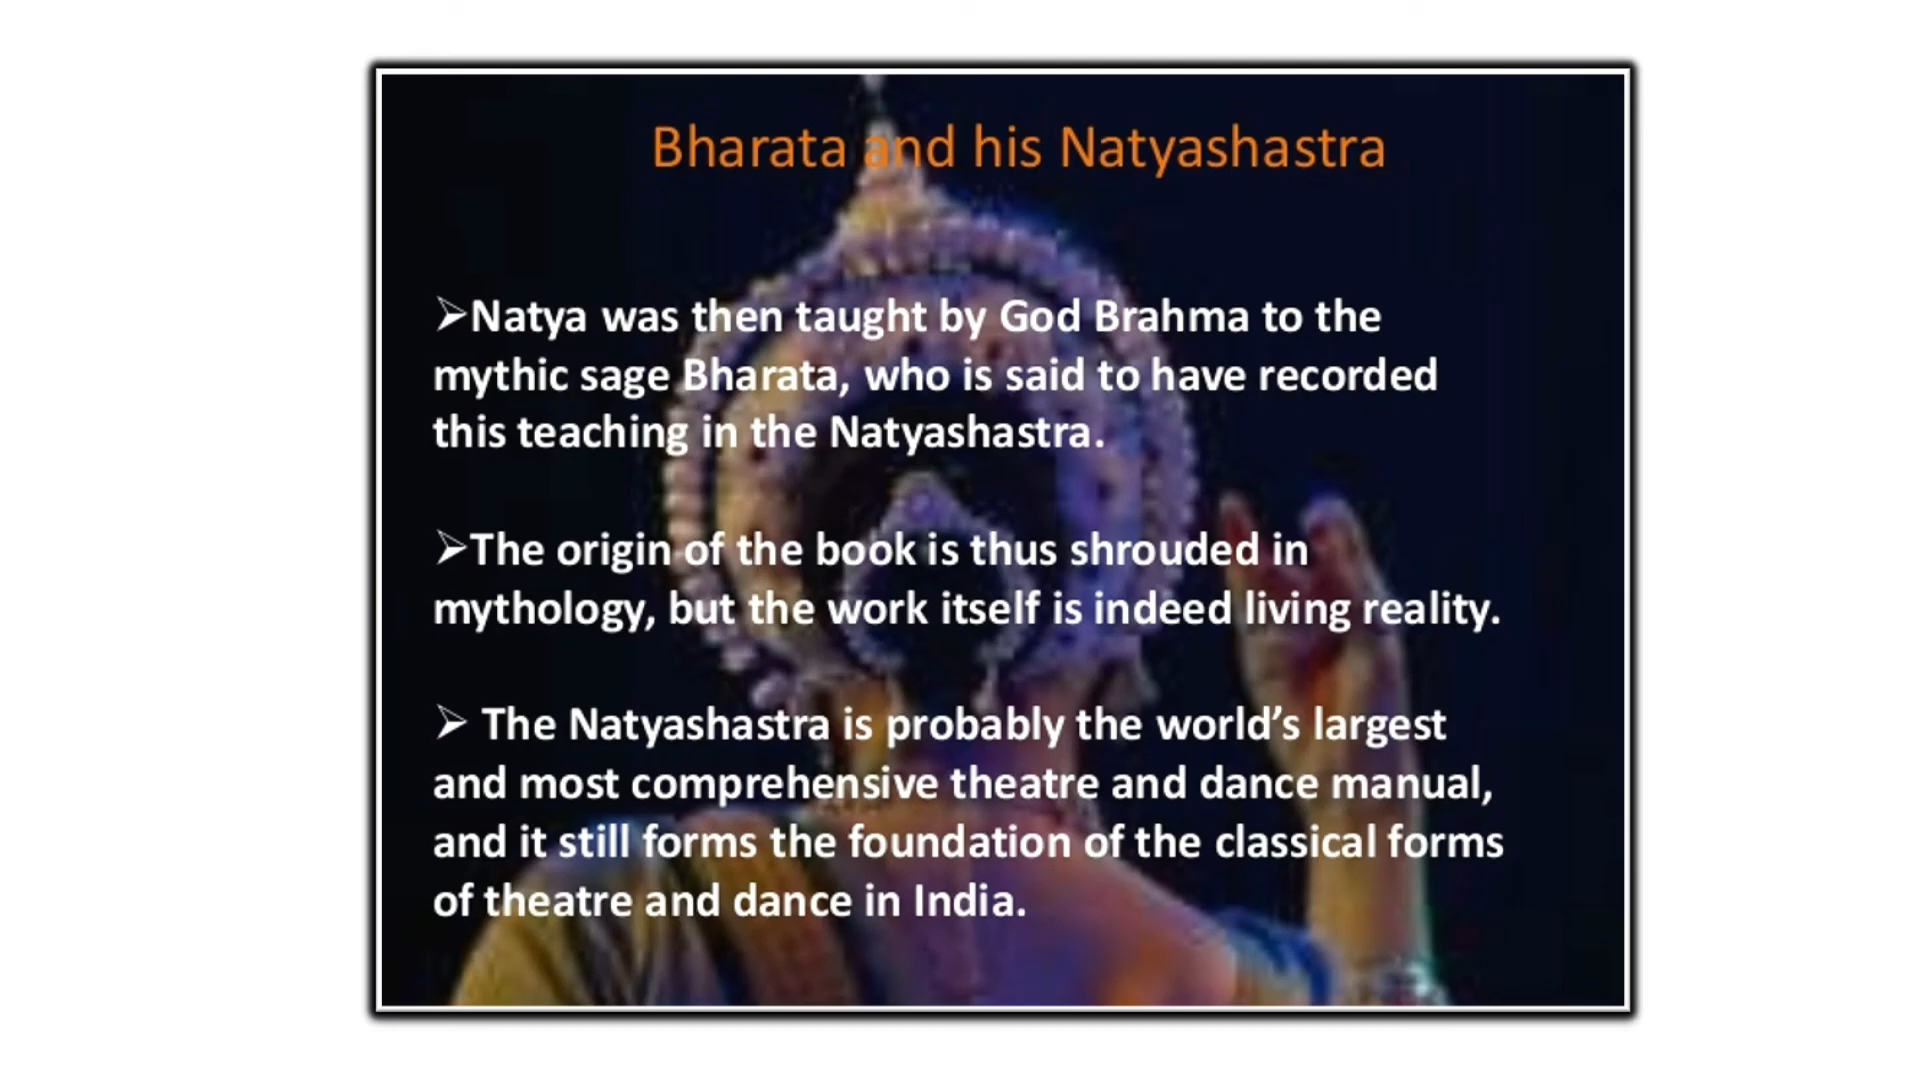 Bharata and his Natyashastra
➢Natya was then taught by God Brahma to the
mythic sage Bharata, who is said to have recorded
this teaching in the Natyashastra.
➢The origin of the book is thus shrouded in
mythology, but the work itself is indeed living reality.
➢ The Natyashastra is probably the world’s largest
and most comprehensive theatre and dance manual,
and it still forms the foundation of the classical forms
of theatre and dance in India.